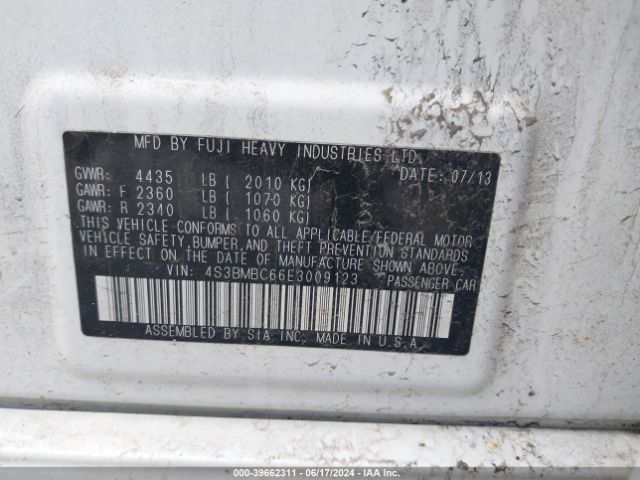 MFD BY FUJI HEAVY INDUSTRIES LTD.
GVWR: 4435 LB ( 2010 KG) DATE: 07/13
GAWR: F 2360 LB ( 1070 KG)
GAWR: R 2340 LB ( 1060 KG)
THIS VEHICLE CONFORMS TO ALL APPLICABLE FEDERAL MOTOR
VEHICLE SAFETY, BUMPER, AND THEFT PREVENTION STANDARDS
IN EFFECT ON THE DATE OF MANUFACTURE SHOWN ABOVE.
VIN: 4S3BMBC66E3009123 PASSENGER CAR
ASSEMBLED BY SIA INC. MADE IN U.S.A.
000-39662311 - 06/17/2024 - IAA Inc.